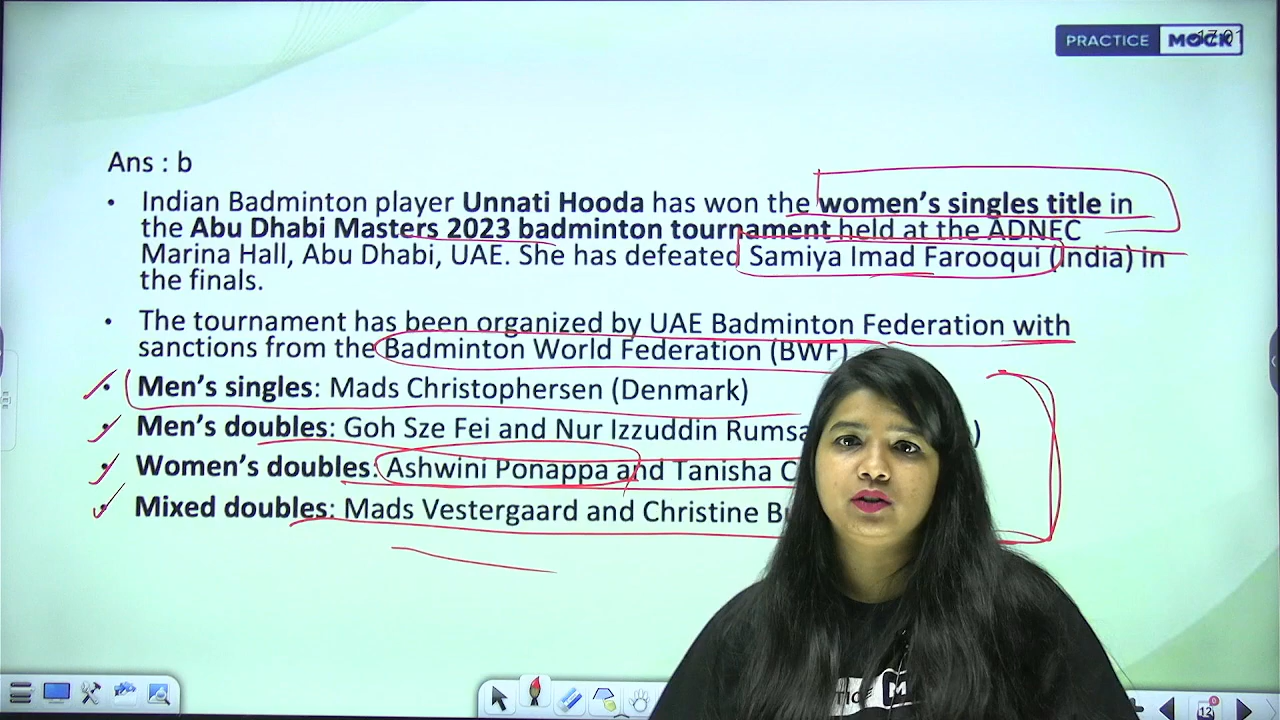 PRACTICE MOCK
17:01
Ans : b
• Indian Badminton player Unnati Hooda has won the women’s singles title in
the Abu Dhabi Masters 2023 badminton tournament held at the ADNEC
Marina Hall, Abu Dhabi, UAE. She has defeated Samiya Imad Farooqui (India) in
the finals.
• The tournament has been organized by UAE Badminton Federation with
sanctions from the Badminton World Federation (BWF)
• Men’s singles: Mads Christophersen (Denmark)
• Men’s doubles: Goh Sze Fei and Nur Izzuddin )
• Women’s doubles: Ashwini Ponappa and Tanisha
• Mixed doubles: Mads Vestergaard and Christine
12